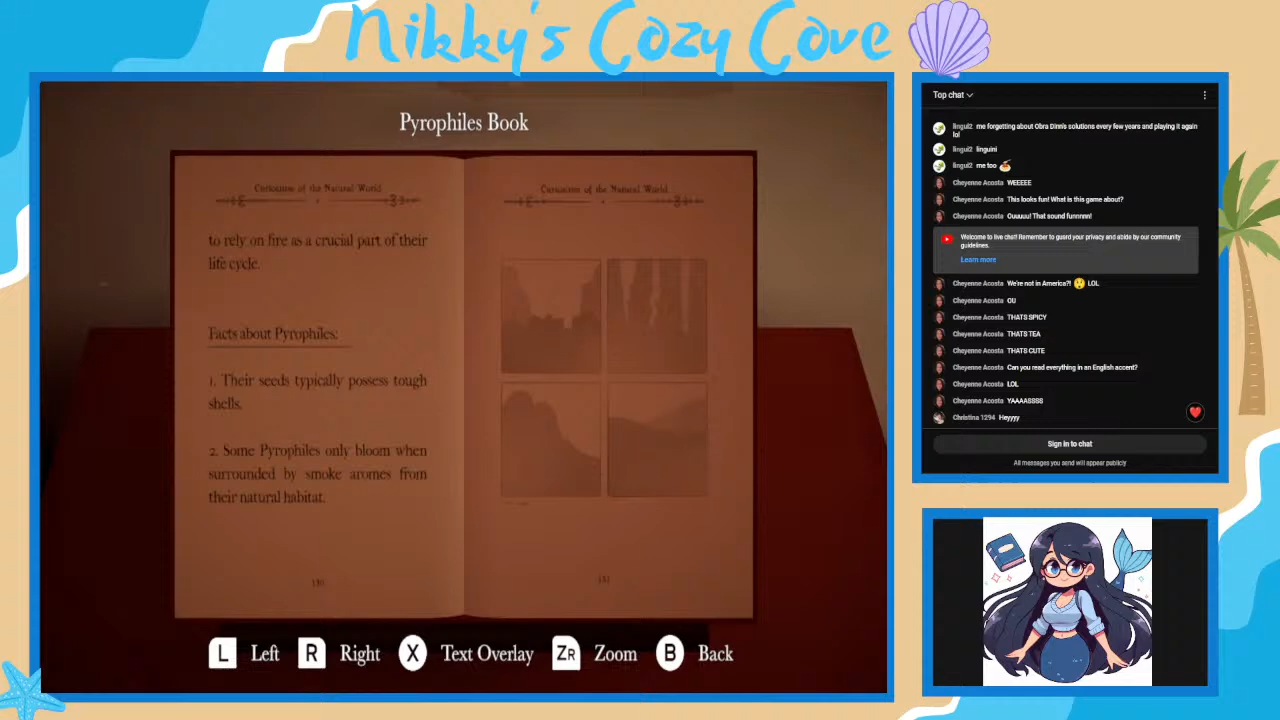 Nikky's Cozy Cove
Pyrophiles Book
Curiosities of the Natural World
to rely on fire as a crucial part of their
life cycle.
Facts about Pyrophiles:
1. Their seeds typically possess tough
shells.
2. Some Pyrophiles only bloom when
surrounded by smoke aromes from
their natural habitat.
130
Curiosities of the Natural World
131
L Left R Right X Text Overlay ZR Zoom B Back
Top chat
lingui2 me forgetting about Obra Dinn's solutions every few years and playing it again
lol
lingui2 linguini
lingui2 me too
Cheyenne Acosta WEEEEE
Cheyenne Acosta This looks fun! What is this game about?
Cheyenne Acosta Ouuuuu! That sound funnnnn!
Welcome to live chat! Remember to guard your privacy and abide by our community
guidelines.
Learn more
Cheyenne Acosta We're not in America?! 😲 LOL
Cheyenne Acosta OU
Cheyenne Acosta THATS SPICY
Cheyenne Acosta THATS TEA
Cheyenne Acosta THATS CUTE
Cheyenne Acosta Can you read everything in an English accent?
Cheyenne Acosta LOL
Cheyenne Acosta YAAAASSSS
Christina 1294 Heyyyy
Sign in to chat
All messages you send will appear publicly